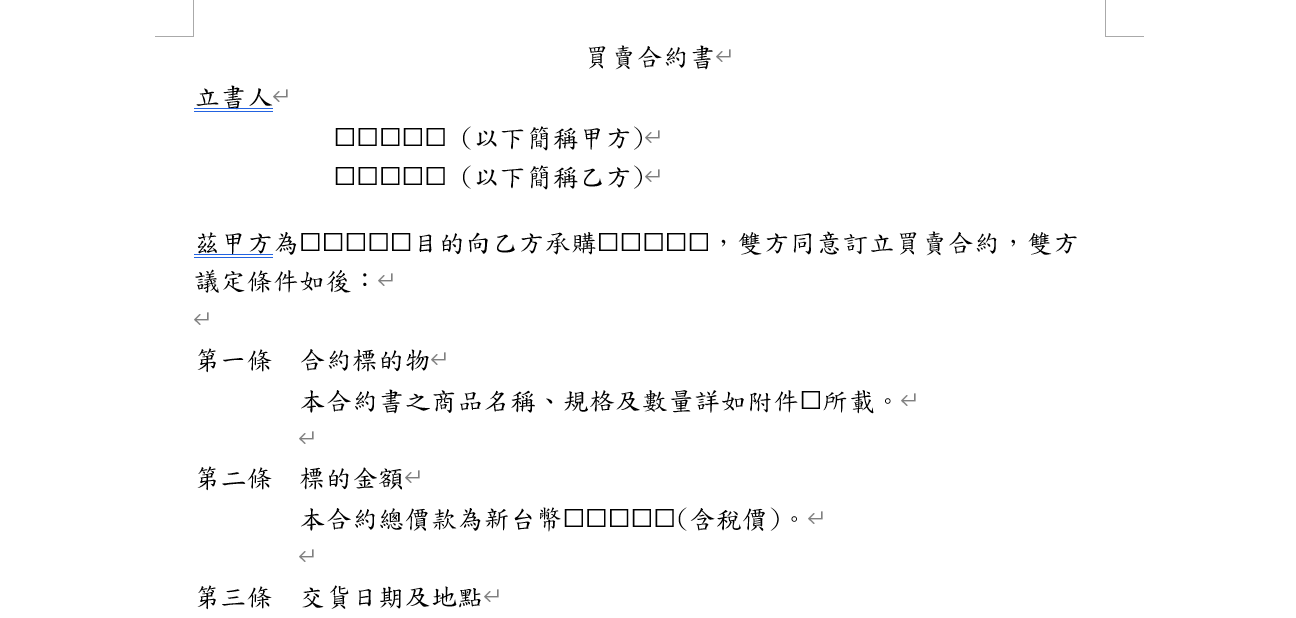 買賣合約書
立書人
□□□□□（以下簡稱甲方）
□□□□□（以下簡稱乙方）
茲甲方為□□□□□目的向乙方承購□□□□□，雙方同意訂立買賣合約，雙方
議定條件如後：
第一條　合約標的物
本合約書之商品名稱、規格及數量詳如附件□所載。
第二條　標的金額
本合約總價款為新台幣□□□□□(含稅價)。
第三條　交貨日期及地點